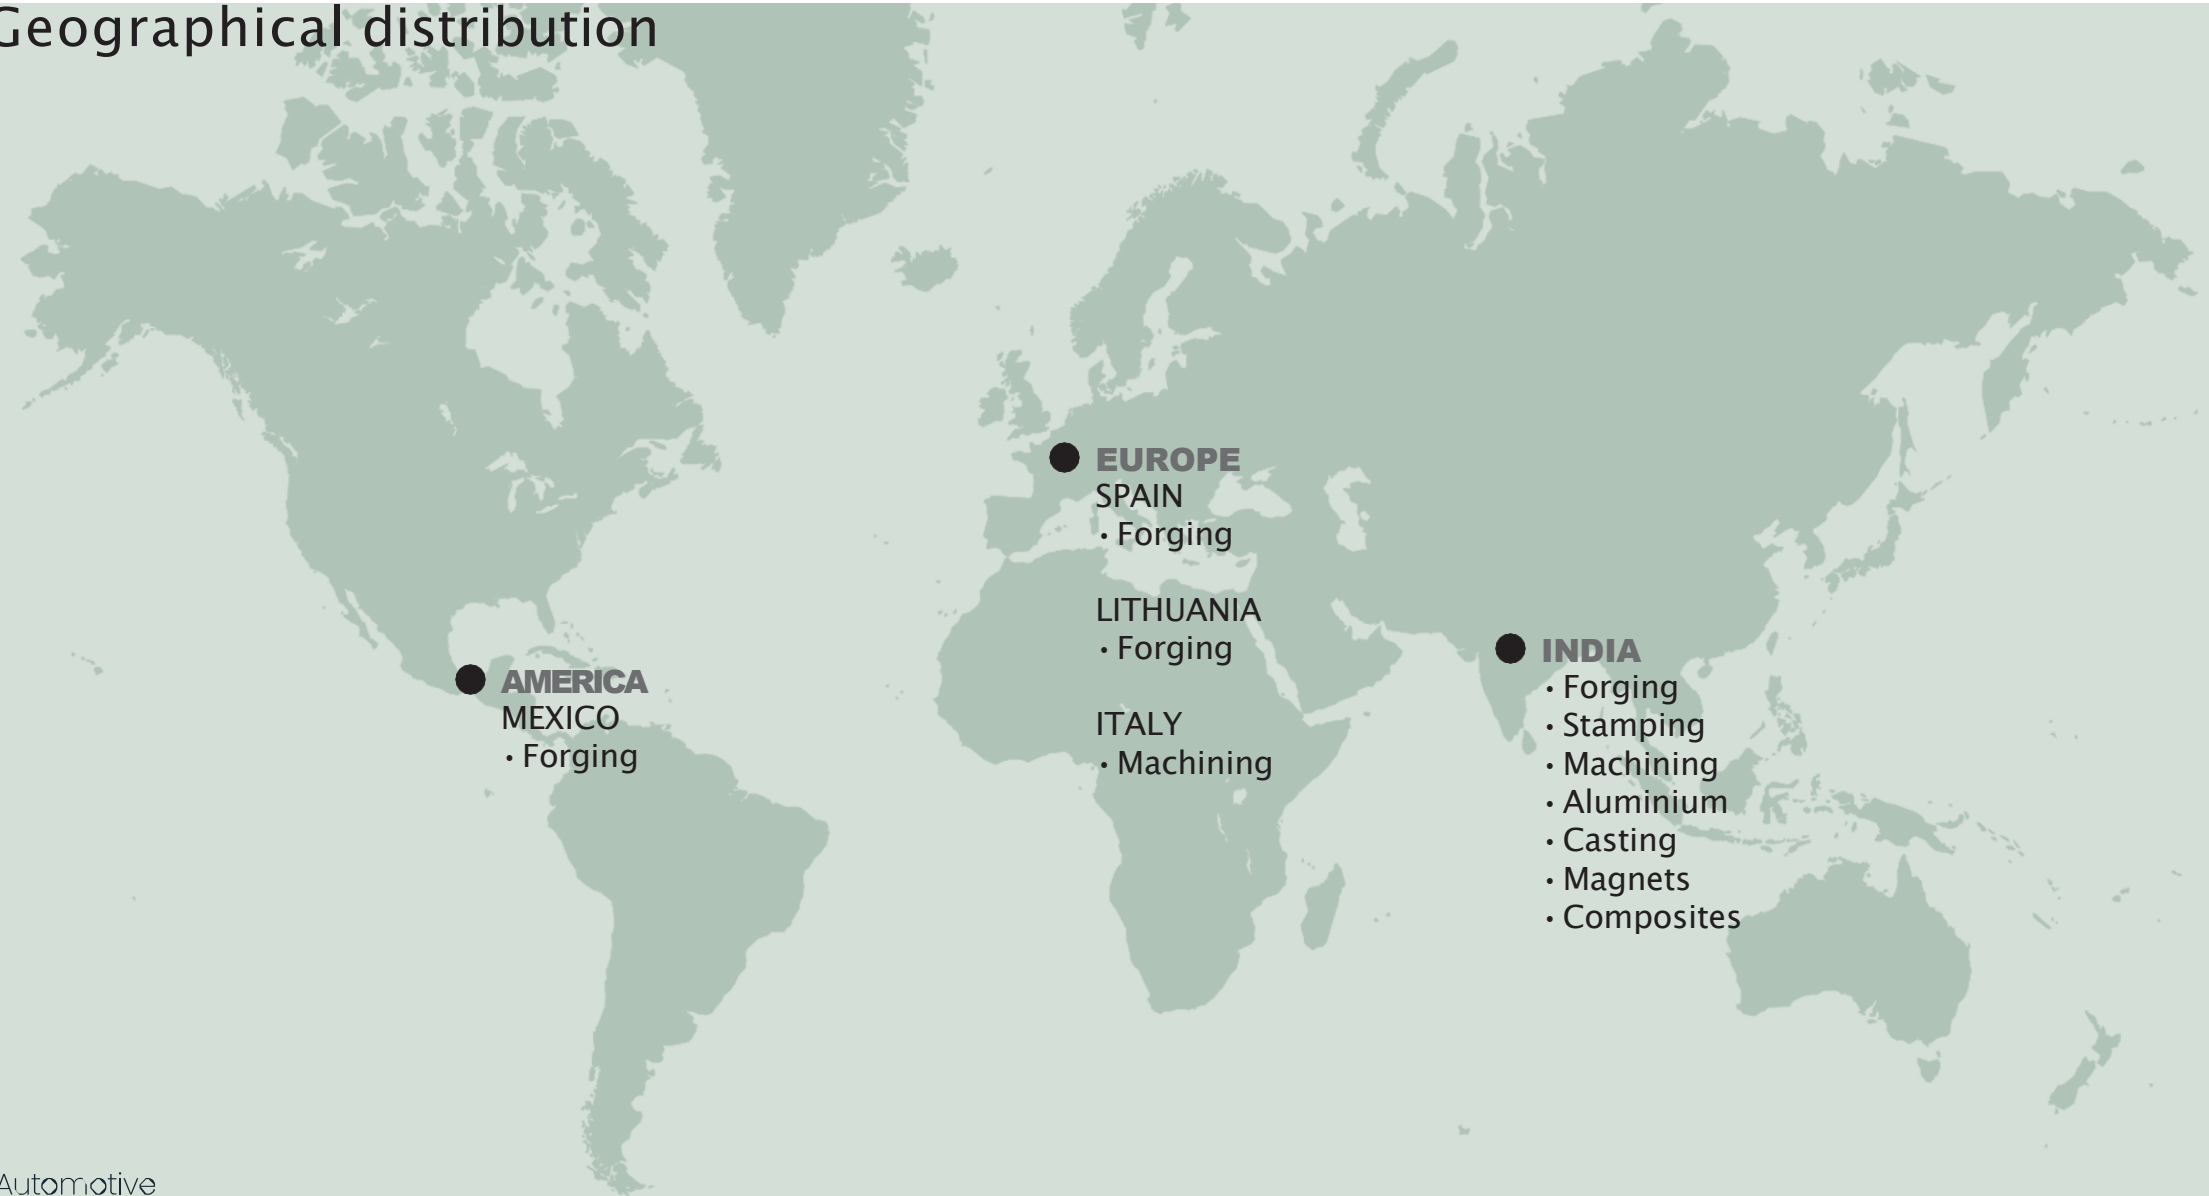 Geographical distribution
EUROPE
SPAIN
• Forging
LITHUANIA
• Forging
ITALY
• Machining
INDIA
• Forging
• Stamping
• Machining
• Aluminium
• Casting
• Magnets
• Composites
AMERICA
MEXICO
• Forging
Automotive